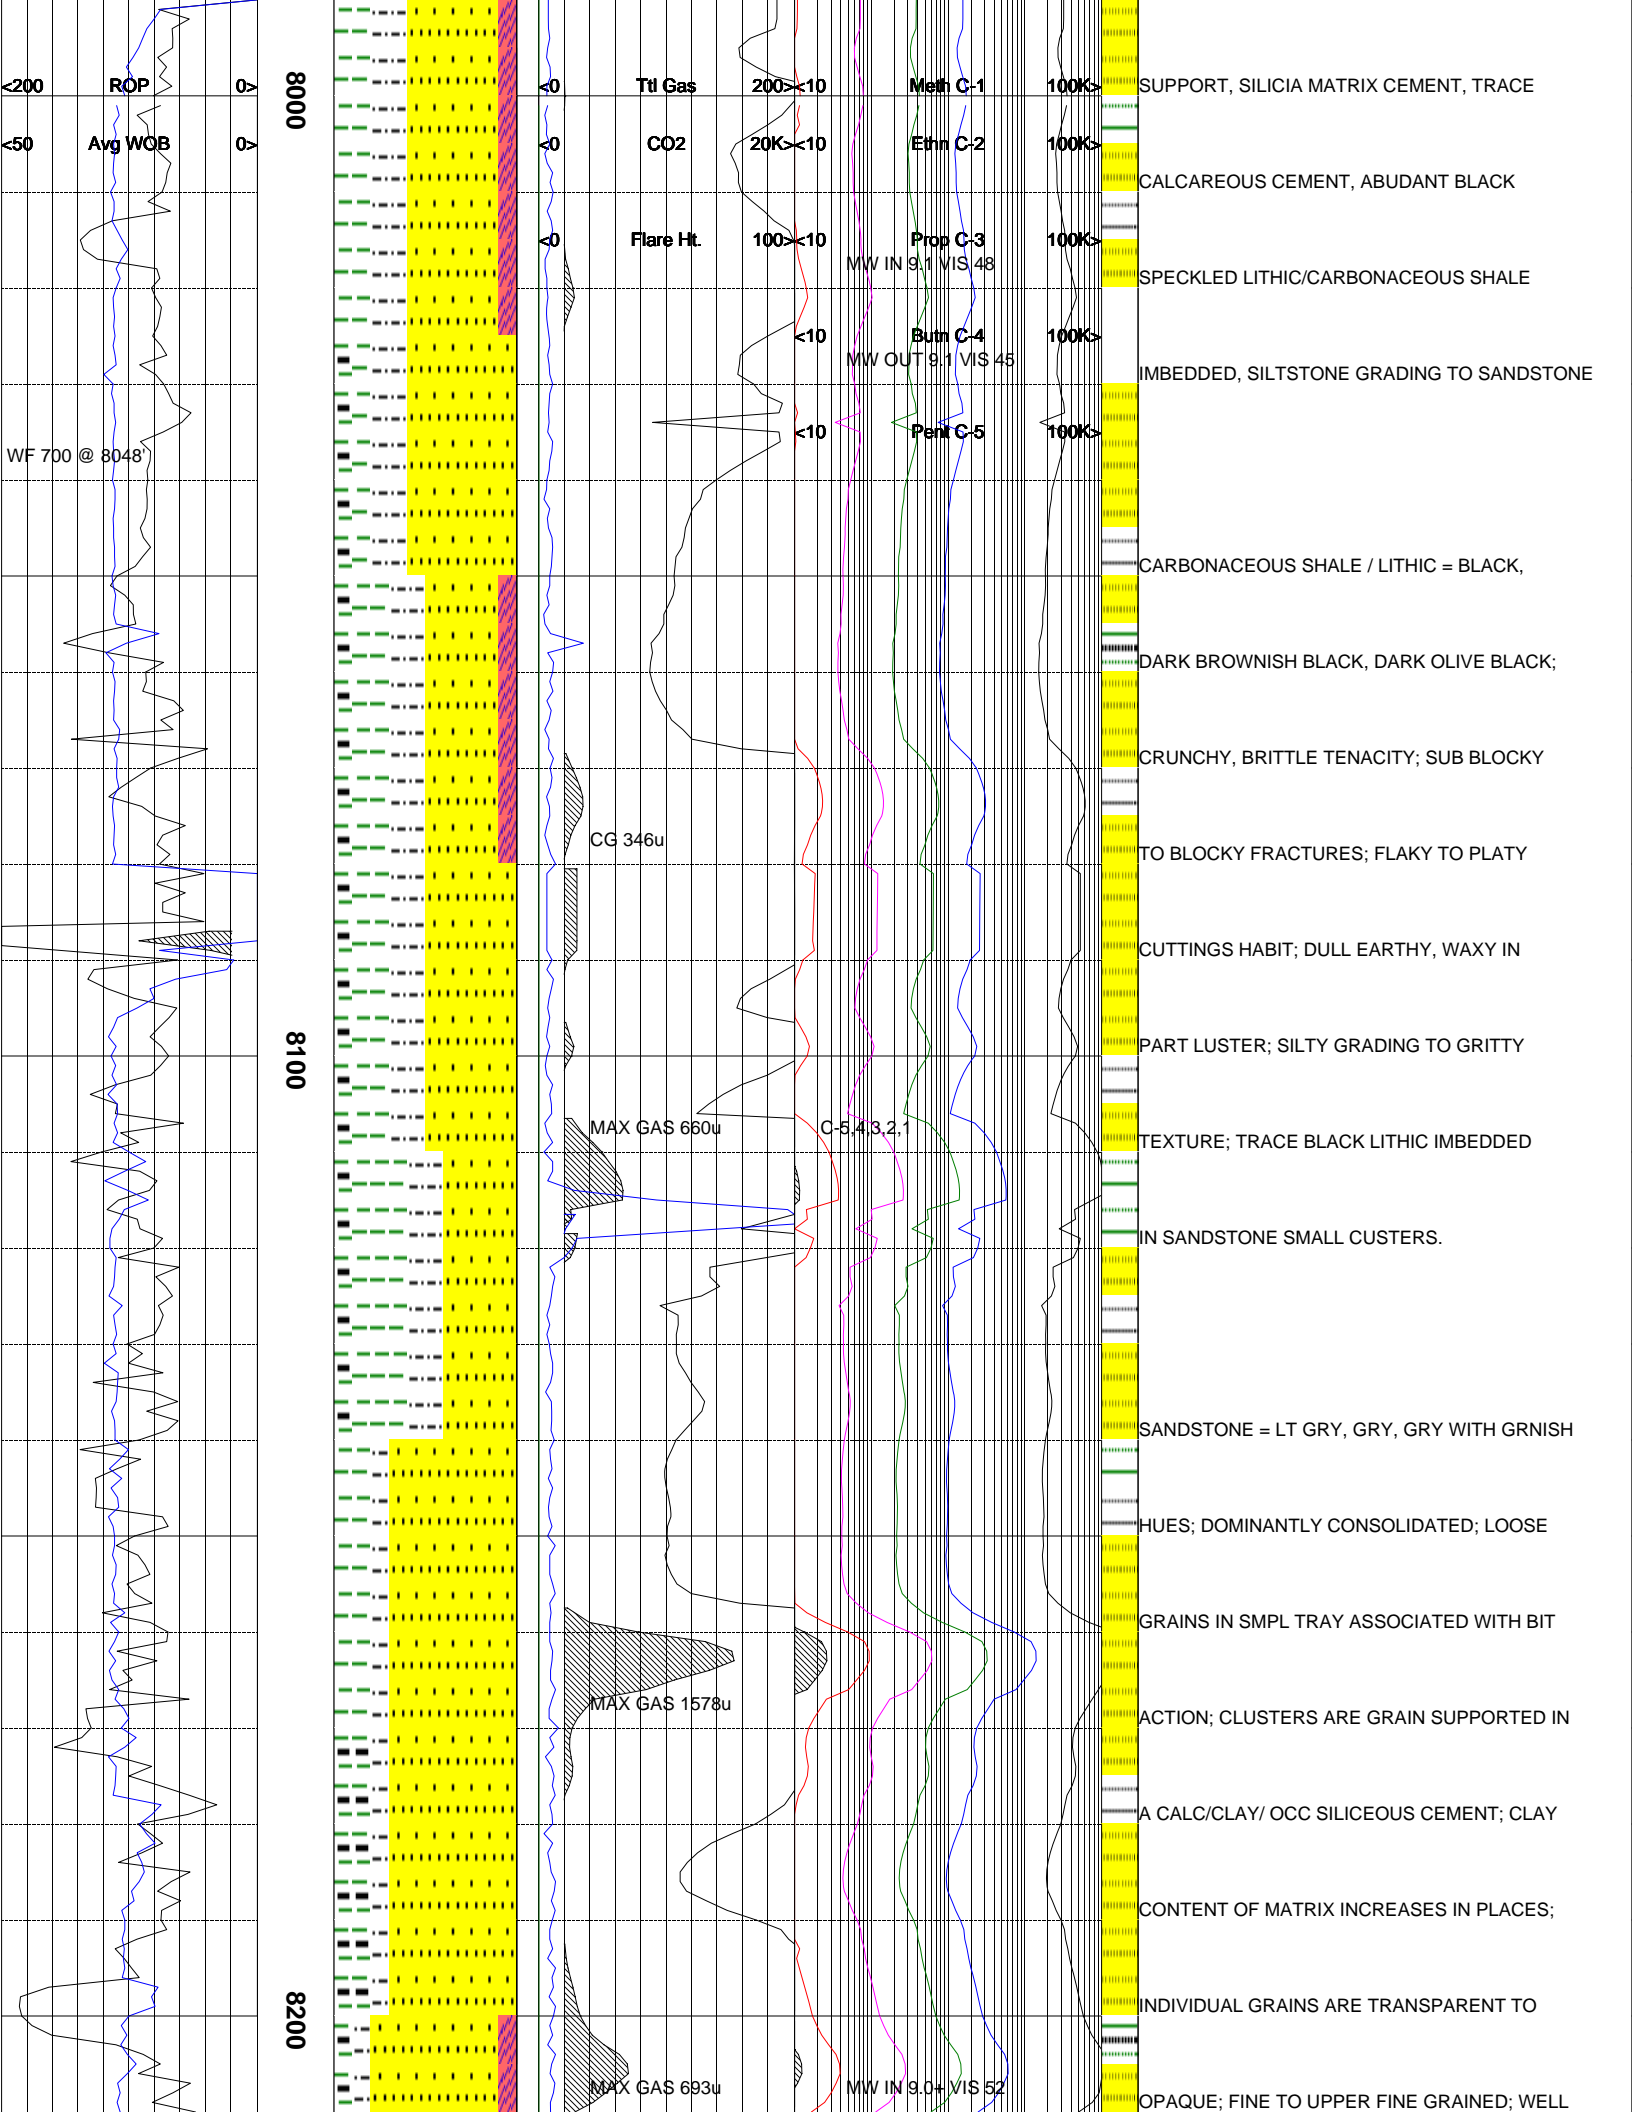 <200 ROP 0> 8000 <0 Ttl Gas 200> <10 Meth C-1 100K> SUPPORT, SILICIA MATRIX CEMENT, TRACE
<50 Avg WOB 0> <0 CO2 20K> <10 Ethn C-2 100K>
CALCAREOUS CEMENT, ABUDANT BLACK
<0 Flare Ht. 100> <10 Prop C-3 100K>
MW IN 9.1 VIS 48
SPECKLED LITHIC/CARBONACEOUS SHALE
<10 Butn C-4 100K>
MW OUT 9.1 VIS 45
IMBEDDED, SILTSTONE GRADING TO SANDSTONE
<10 Pent C-5 100K>
WF 700 @ 8048'
CARBONACEOUS SHALE / LITHIC = BLACK,
DARK BROWNISH BLACK, DARK OLIVE BLACK;
CRUNCHY, BRITTLE TENACITY; SUB BLOCKY
CG 346u
TO BLOCKY FRACTURES; FLAKY TO PLATY
CUTTINGS HABIT; DULL EARTHY, WAXY IN
8100
PART LUSTER; SILTY GRADING TO GRITTY
MAX GAS 660u C-5,4,3,2,1
TEXTURE; TRACE BLACK LITHIC IMBEDDED
IN SANDSTONE SMALL CUSTERS.
SANDSTONE = LT GRY, GRY, GRY WITH GRNISH
HUES; DOMINANTLY CONSOLIDATED; LOOSE
GRAINS IN SMPL TRAY ASSOCIATED WITH BIT
MAX GAS 1578u
ACTION; CLUSTERS ARE GRAIN SUPPORTED IN
A CALC/CLAY/ OCC SILICEOUS CEMENT; CLAY
CONTENT OF MATRIX INCREASES IN PLACES;
8200
INDIVIDUAL GRAINS ARE TRANSPARENT TO
MAX GAS 693u MW IN 9.0+ VIS 52
OPAQUE; FINE TO UPPER FINE GRAINED; WELL